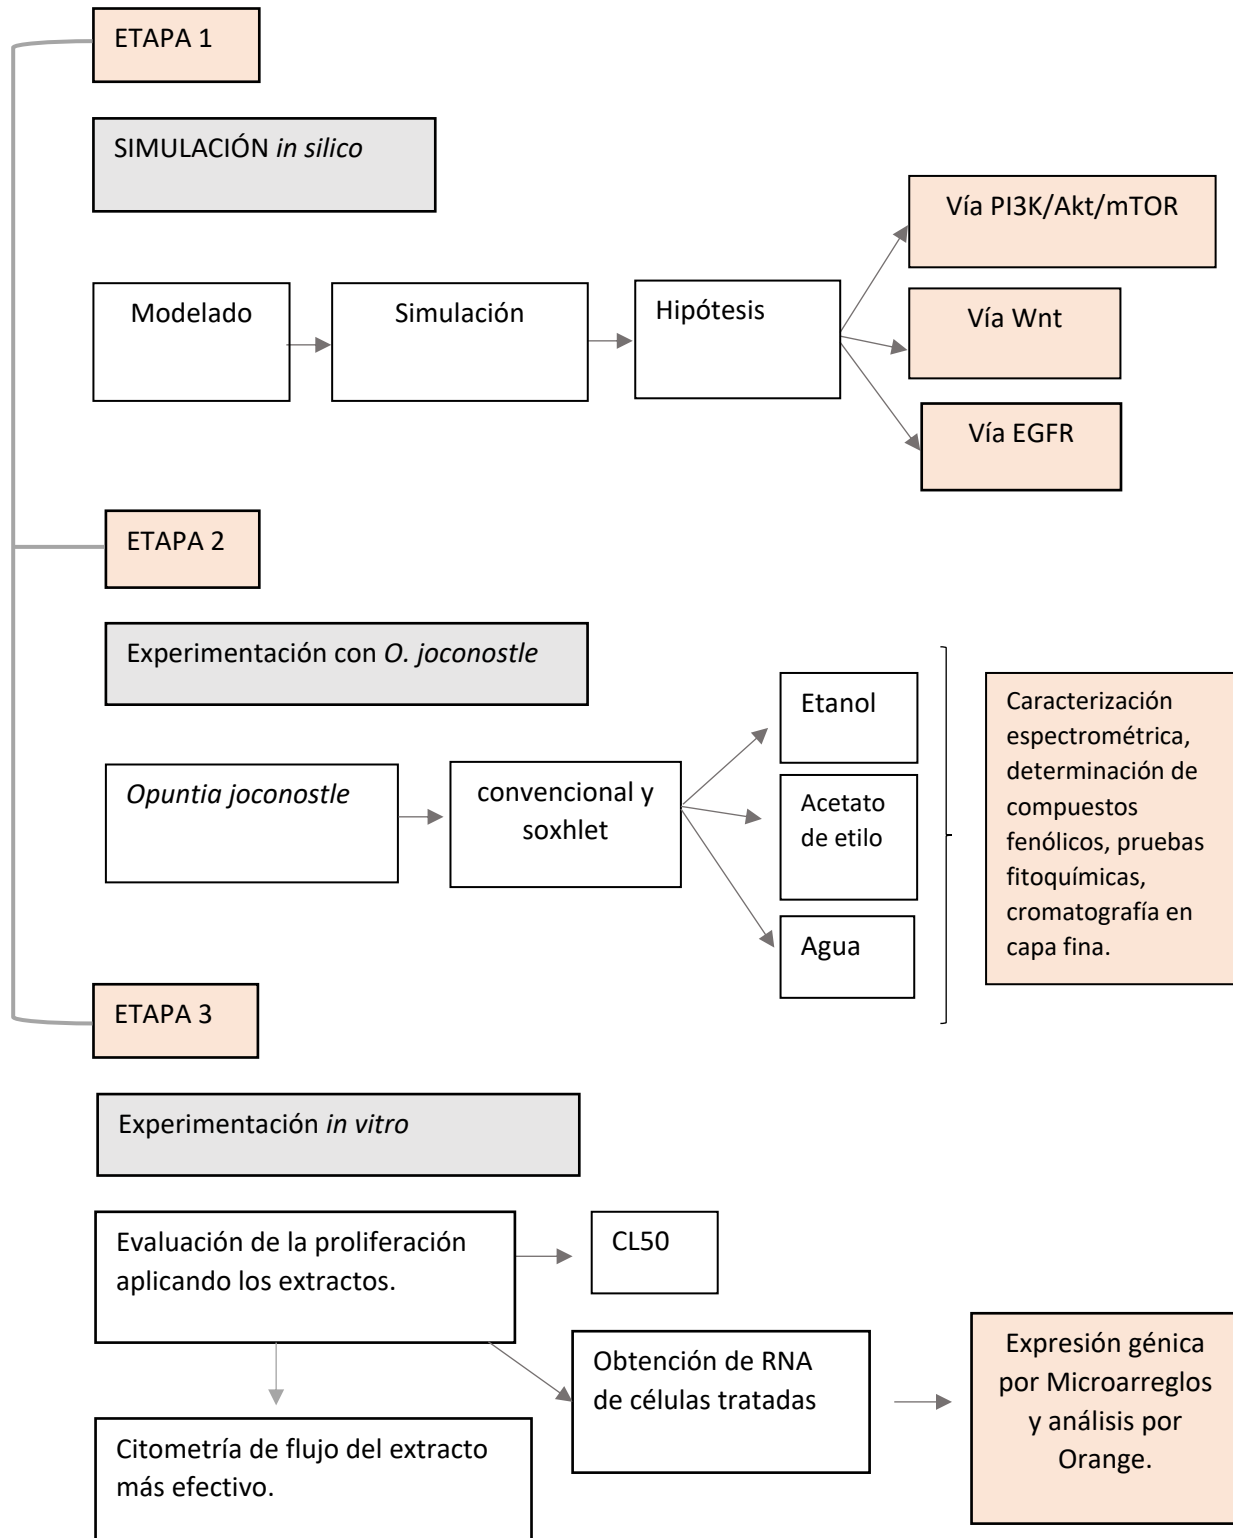 ETAPA 1
SIMULACIÓN in silico
Modelado
Simulación
Hipótesis
Vía PI3K/Akt/mTOR
Vía Wnt
Vía EGFR
ETAPA 2
Experimentación con O. joconostle
Opuntia joconostle
convencional y
soxhlet
Etanol
Acetato
de etilo
Agua
Caracterización
espectrométrica,
determinación de
compuestos
fenólicos, pruebas
fitoquímicas,
cromatografía en
capa fina.
ETAPA 3
Experimentación in vitro
Evaluación de la proliferación
aplicando los extractos.
CL50
Obtención de RNA
de células tratadas
Expresión génica
por Microarreglos
y análisis por
Orange.
Citometría de flujo del extracto
más efectivo.